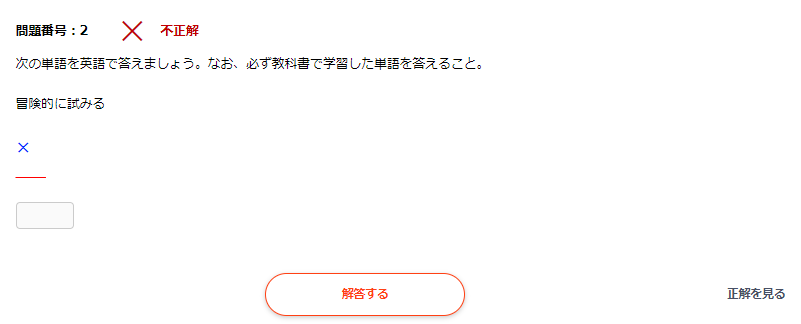 問題番号：2 不正解
次の単語を英語で答えましょう。なお、必ず教科書で学習した単語を答えること。
冒険的に試みる
×
解答する 正解を見る